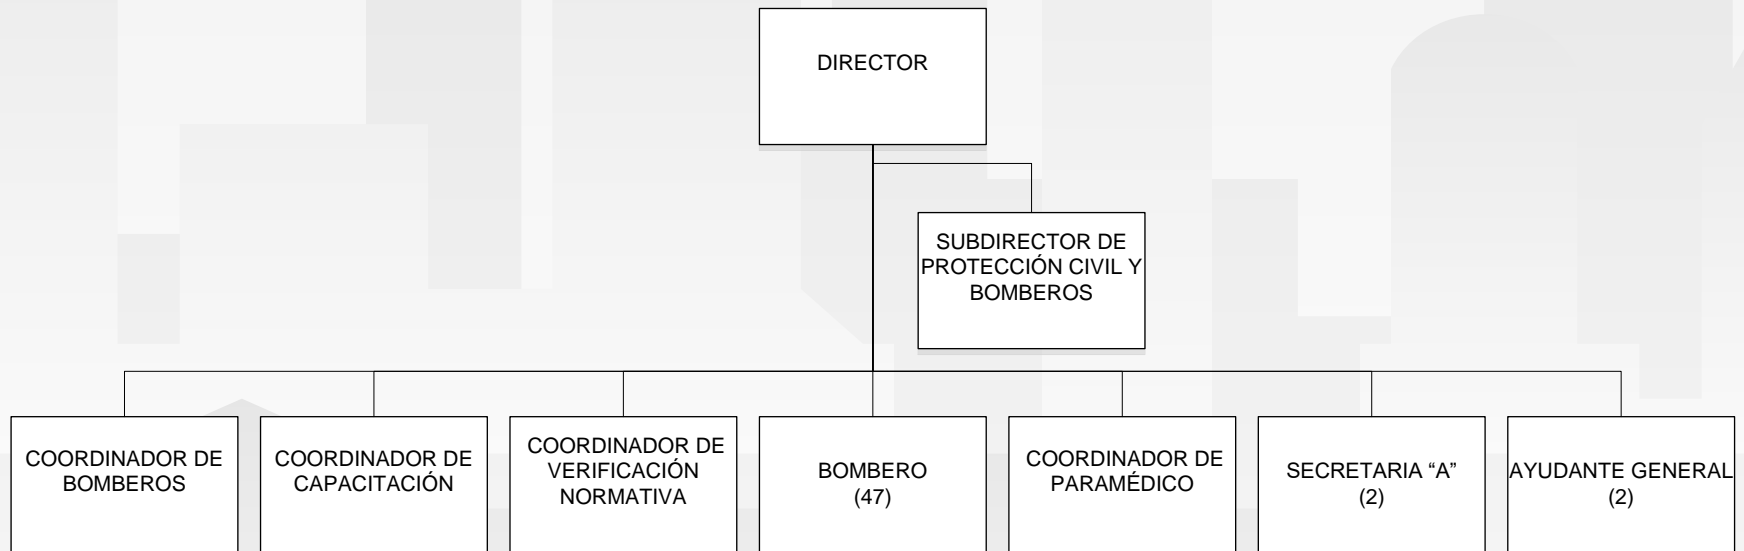 DIRECTOR
SUBDIRECTOR DE
PROTECCIÓN CIVIL Y
BOMBEROS
COORDINADOR DE
BOMBEROS
COORDINADOR DE
CAPACITACIÓN
COORDINADOR DE
VERIFICACIÓN
NORMATIVA
BOMBERO
(47)
COORDINADOR DE
PARAMÉDICO
SECRETARIA “A”
(2)
AYUDANTE GENERAL
(2)